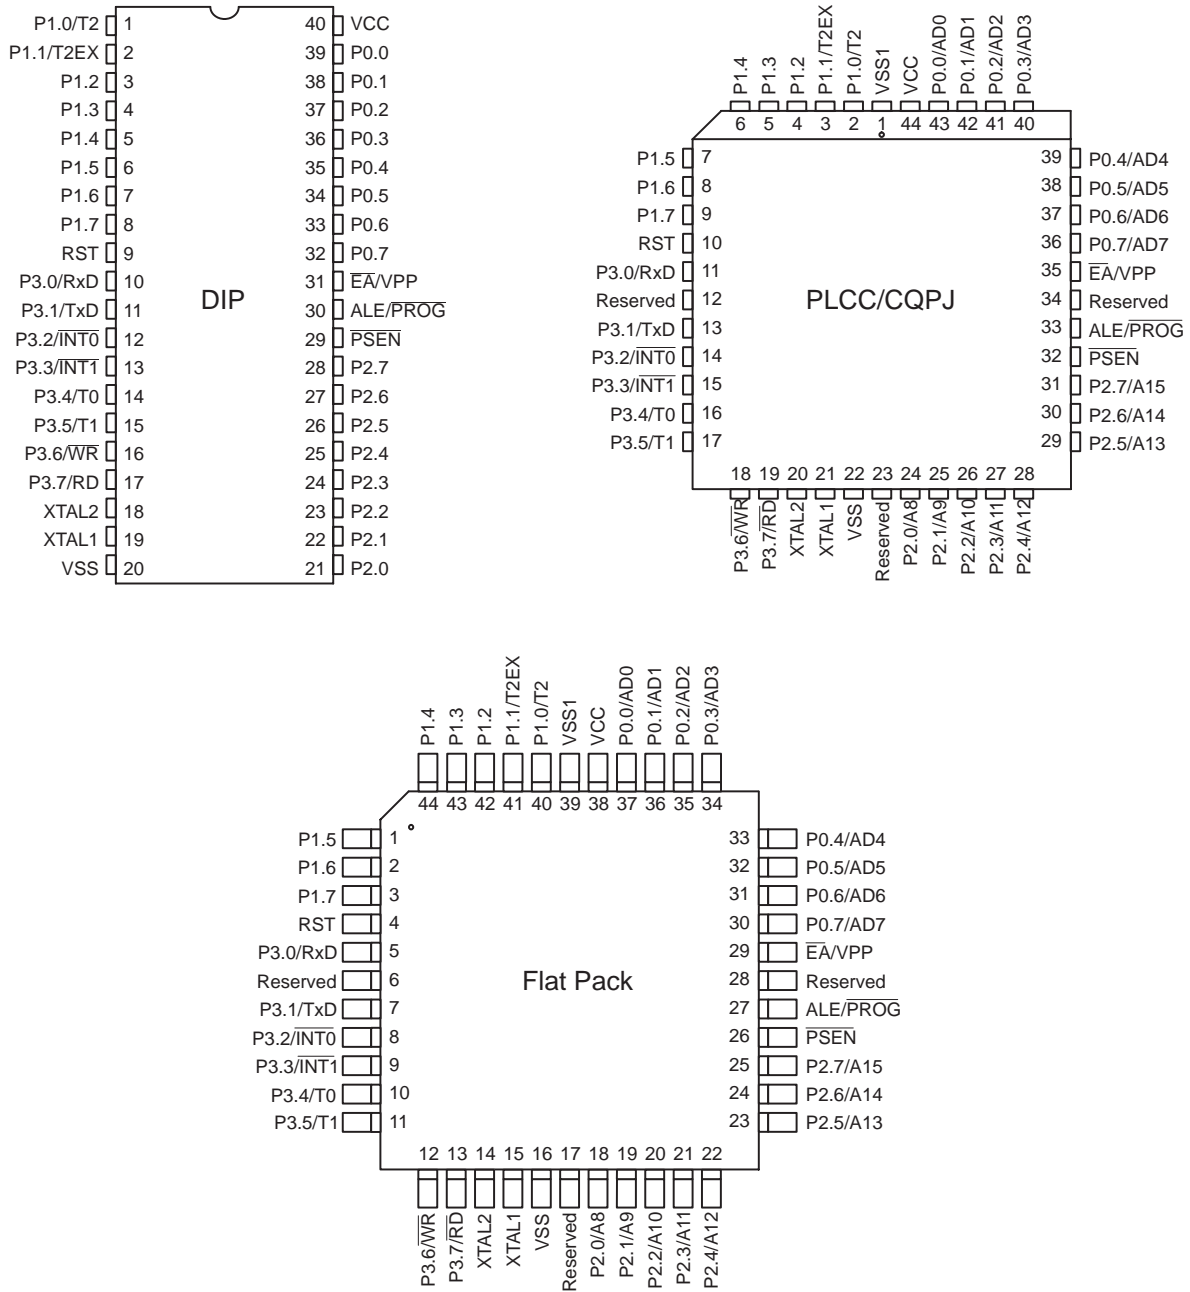 P1.0/T2 1 40 VCC
P1.1/T2EX 2 39 P0.0
P1.2 3 38 P0.1
P1.3 4 37 P0.2
P1.4 5 36 P0.3
P1.5 6 35 P0.4
P1.6 7 34 P0.5
P1.7 8 33 P0.6
RST 9 32 P0.7
P3.0/RxD 10 31 E̅A̅/VPP
DIP
P3.1/TxD 11 30 ALE/P̅R̅O̅G̅
P3.2/I̅N̅T̅0̅ 12 29 P̅S̅E̅N̅
P3.3/I̅N̅T̅1̅ 13 28 P2.7
P3.4/T0 14 27 P2.6
P3.5/T1 15 26 P2.5
P3.6/W̅R̅ 16 25 P2.4
P3.7/R̅D̅ 17 24 P2.3
XTAL2 18 23 P2.2
XTAL1 19 22 P2.1
VSS 20 21 P2.0
P1.4 P1.3 P1.2 P1.1/T2EX P1.0/T2 VSS1 VCC P0.0/AD0 P0.1/AD1 P0.2/AD2 P0.3/AD3
6 5 4 3 2 1 44 43 42 41 40
P1.5 7 39 P0.4/AD4
P1.6 8 38 P0.5/AD5
P1.7 9 37 P0.6/AD6
RST 10 36 P0.7/AD7
P3.0/RxD 11 35 E̅A̅/VPP
Reserved 12 PLCC/CQPJ 34 Reserved
P3.1/TxD 13 33 ALE/P̅R̅O̅G̅
P3.2/I̅N̅T̅0̅ 14 32 P̅S̅E̅N̅
P3.3/I̅N̅T̅1̅ 15 31 P2.7/A15
P3.4/T0 16 30 P2.6/A14
P3.5/T1 17 29 P2.5/A13
18 19 20 21 22 23 24 25 26 27 28
P3.6/W̅R̅ P3.7/R̅D̅ XTAL2 XTAL1 VSS Reserved P2.0/A8 P2.1/A9 P2.2/A10 P2.3/A11 P2.4/A12
P1.4 P1.3 P1.2 P1.1/T2EX P1.0/T2 VSS1 VCC P0.0/AD0 P0.1/AD1 P0.2/AD2 P0.3/AD3
44 43 42 41 40 39 38 37 36 35 34
P1.5 1 33 P0.4/AD4
P1.6 2 32 P0.5/AD5
P1.7 3 31 P0.6/AD6
RST 4 30 P0.7/AD7
P3.0/RxD 5 29 E̅A̅/VPP
Reserved 6 Flat Pack 28 Reserved
P3.1/TxD 7 27 ALE/P̅R̅O̅G̅
P3.2/I̅N̅T̅0̅ 8 26 P̅S̅E̅N̅
P3.3/I̅N̅T̅1̅ 9 25 P2.7/A15
P3.4/T0 10 24 P2.6/A14
P3.5/T1 11 23 P2.5/A13
12 13 14 15 16 17 18 19 20 21 22
P3.6/W̅R̅ P3.7/R̅D̅ XTAL2 XTAL1 VSS Reserved P2.0/A8 P2.1/A9 P2.2/A10 P2.3/A11 P2.4/A12